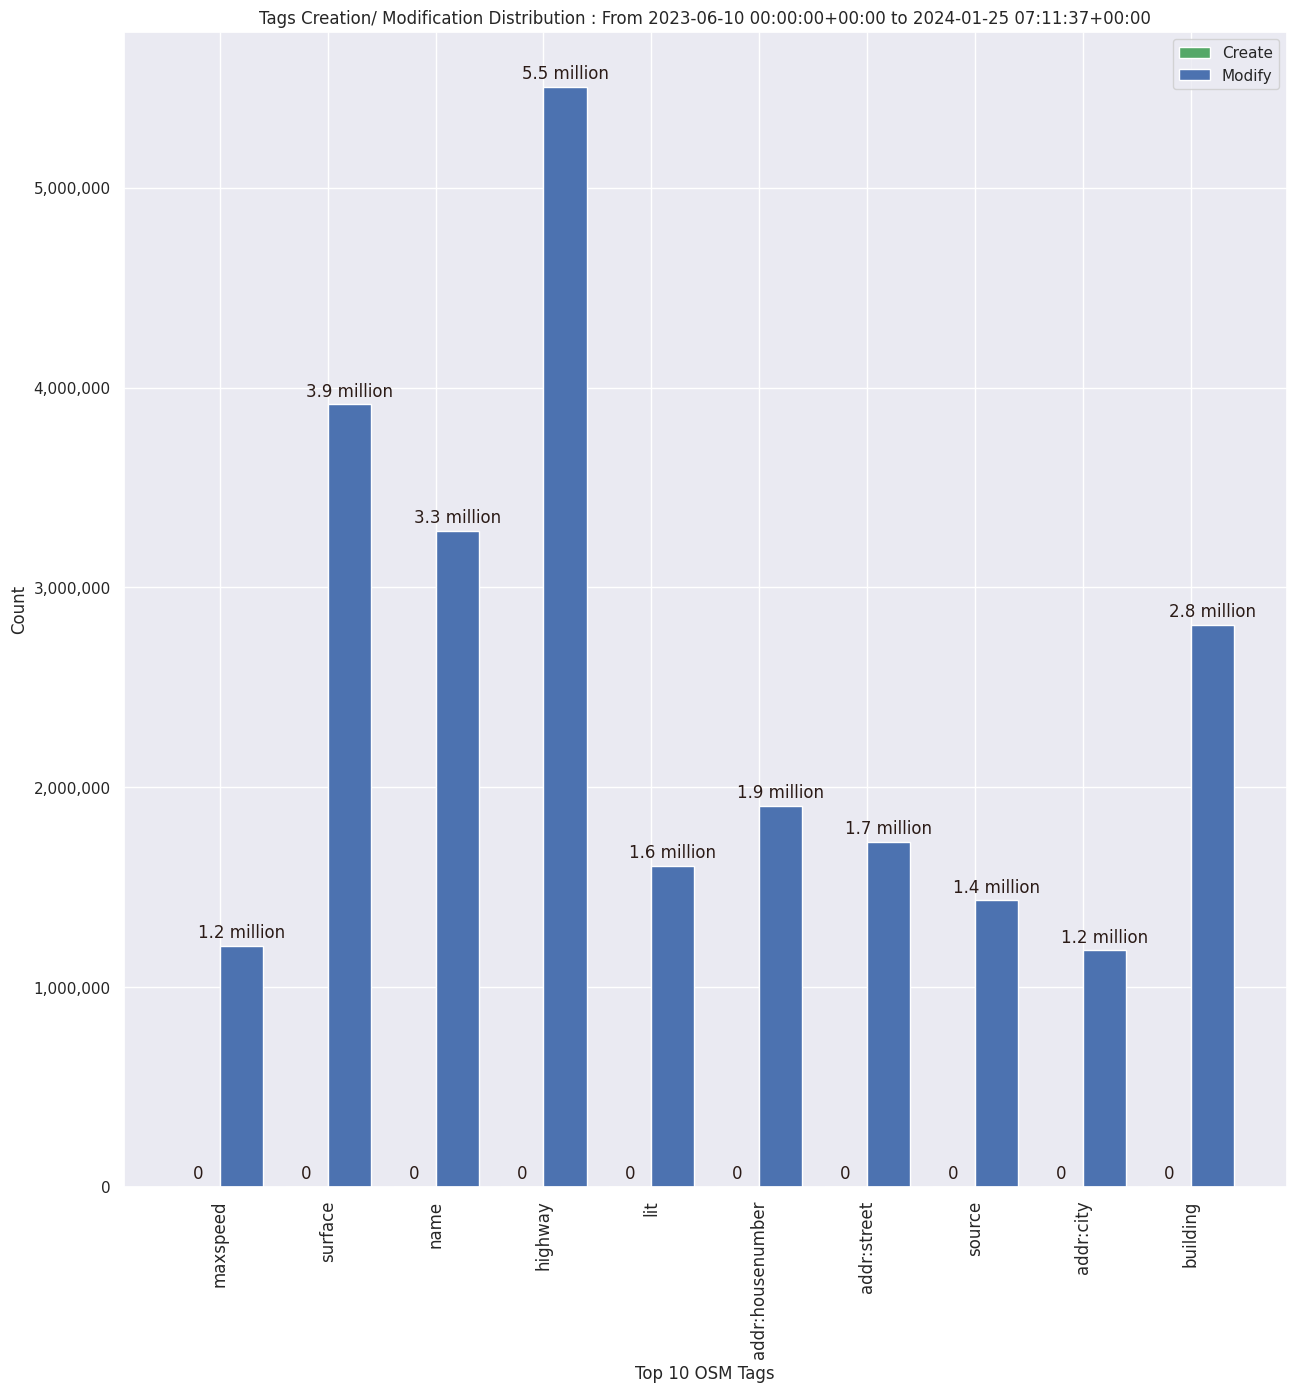 Tags Creation/ Modification Distribution : From 2023-06-10 00:00:00+00:00 to 2024-01-25 07:11:37+00:00
Create
Modify
5.5 million
5,000,000
4,000,000
3.9 million
3.3 million
3,000,000
2.8 million
2,000,000
1.9 million
1.7 million
1.6 million
1.4 million
1.2 million
1.2 million
1,000,000
0
0 0 0 0 0 0 0 0 0 0
Count
maxspeed
surface
name
highway
lit
addr:housenumber
addr:street
source
addr:city
building
Top 10 OSM Tags